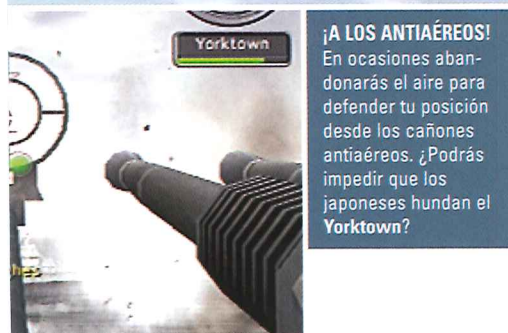 Yorktown
hes
¡A LOS ANTIAÉREOS!
En ocasiones aban-
donarás el aire para
defender tu posición
desde los cañones
antiaéreos. ¿Podrás
impedir que los
japoneses hundan el
Yorktown?